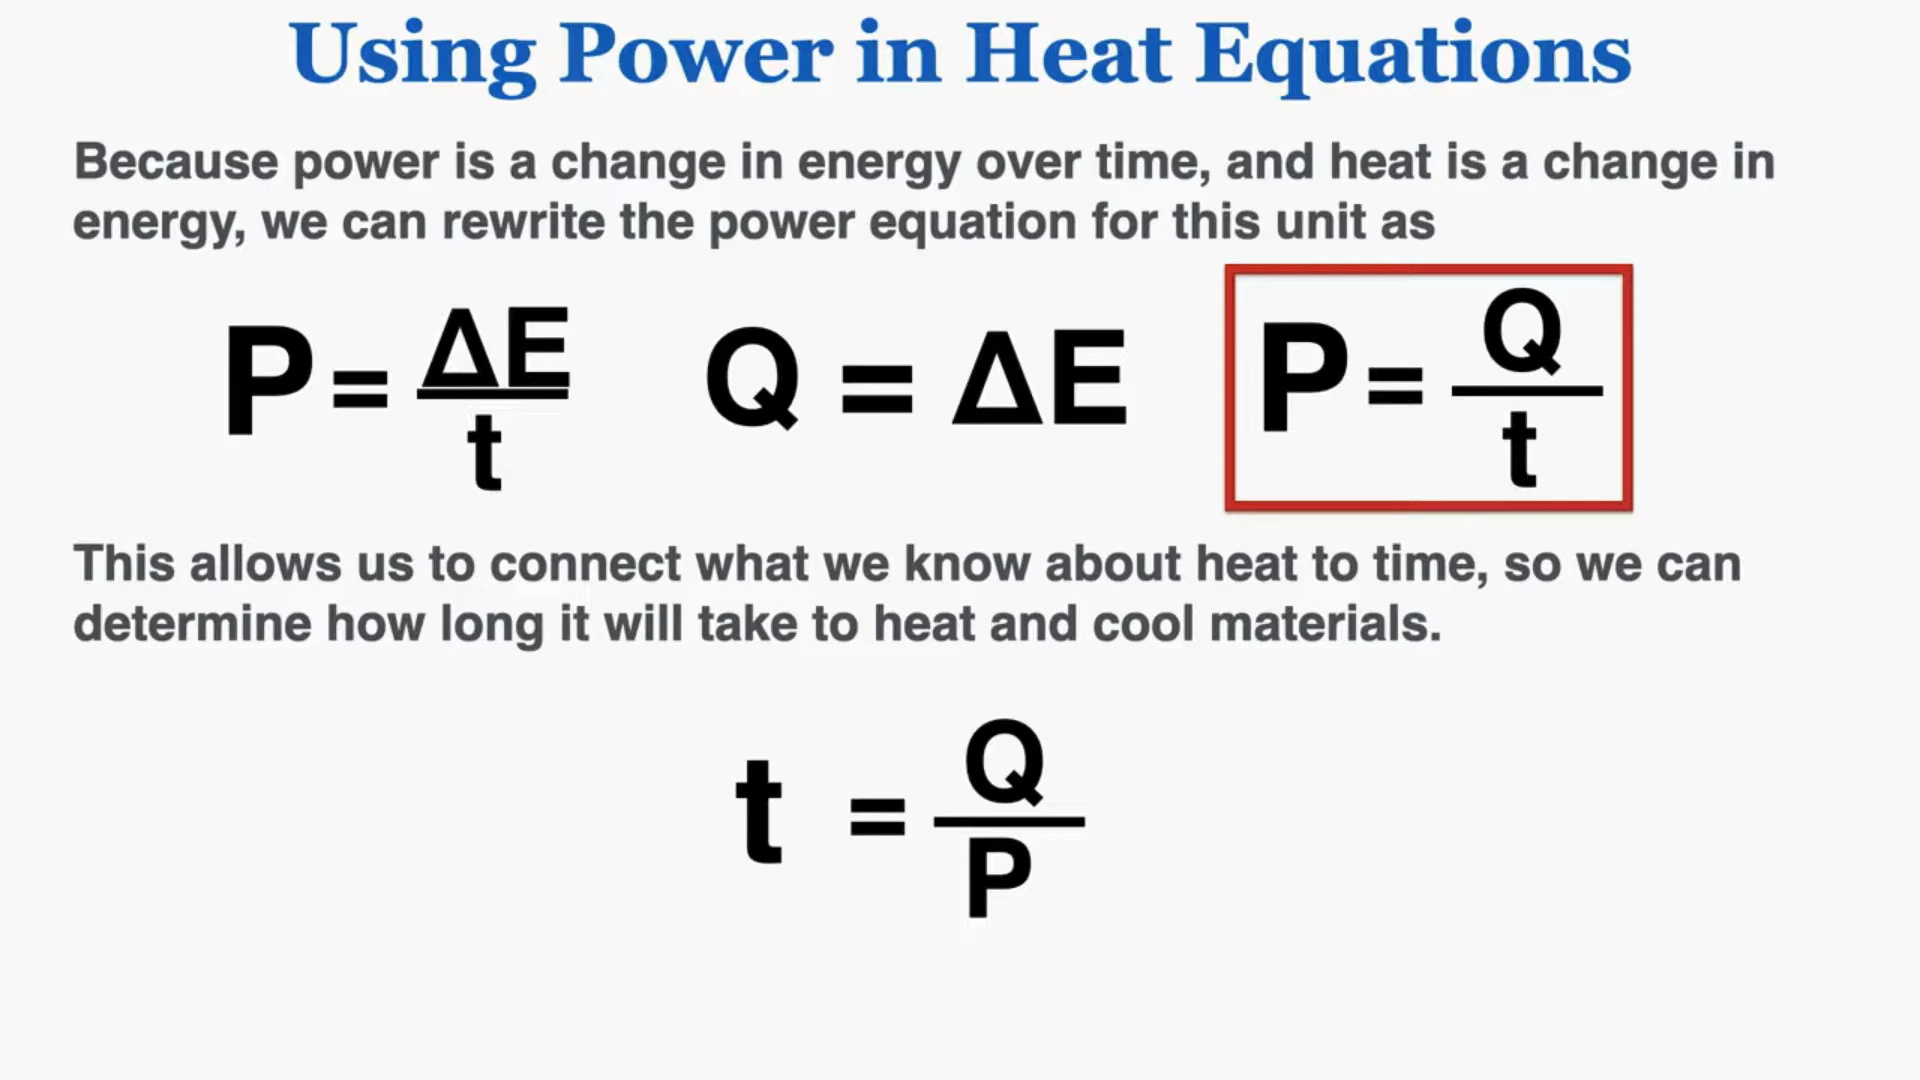 Using Power in Heat Equations
Because power is a change in energy over time, and heat is a change in
energy, we can rewrite the power equation for this unit as
P = ΔE / t   Q = ΔE   P = Q / t
This allows us to connect what we know about heat to time, so we can
determine how long it will take to heat and cool materials.
t = Q / P